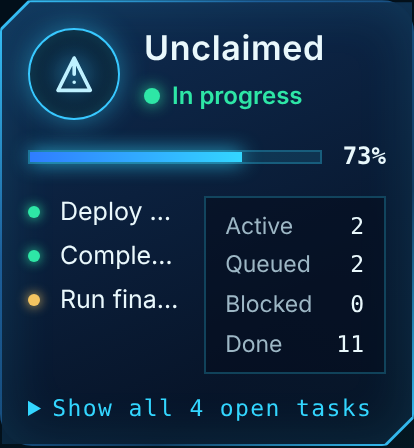 Unclaimed
In progress
73%
Deploy ...
Comple...
Run fina...
Active 2
Queued 2
Blocked 0
Done 11
Show all 4 open tasks